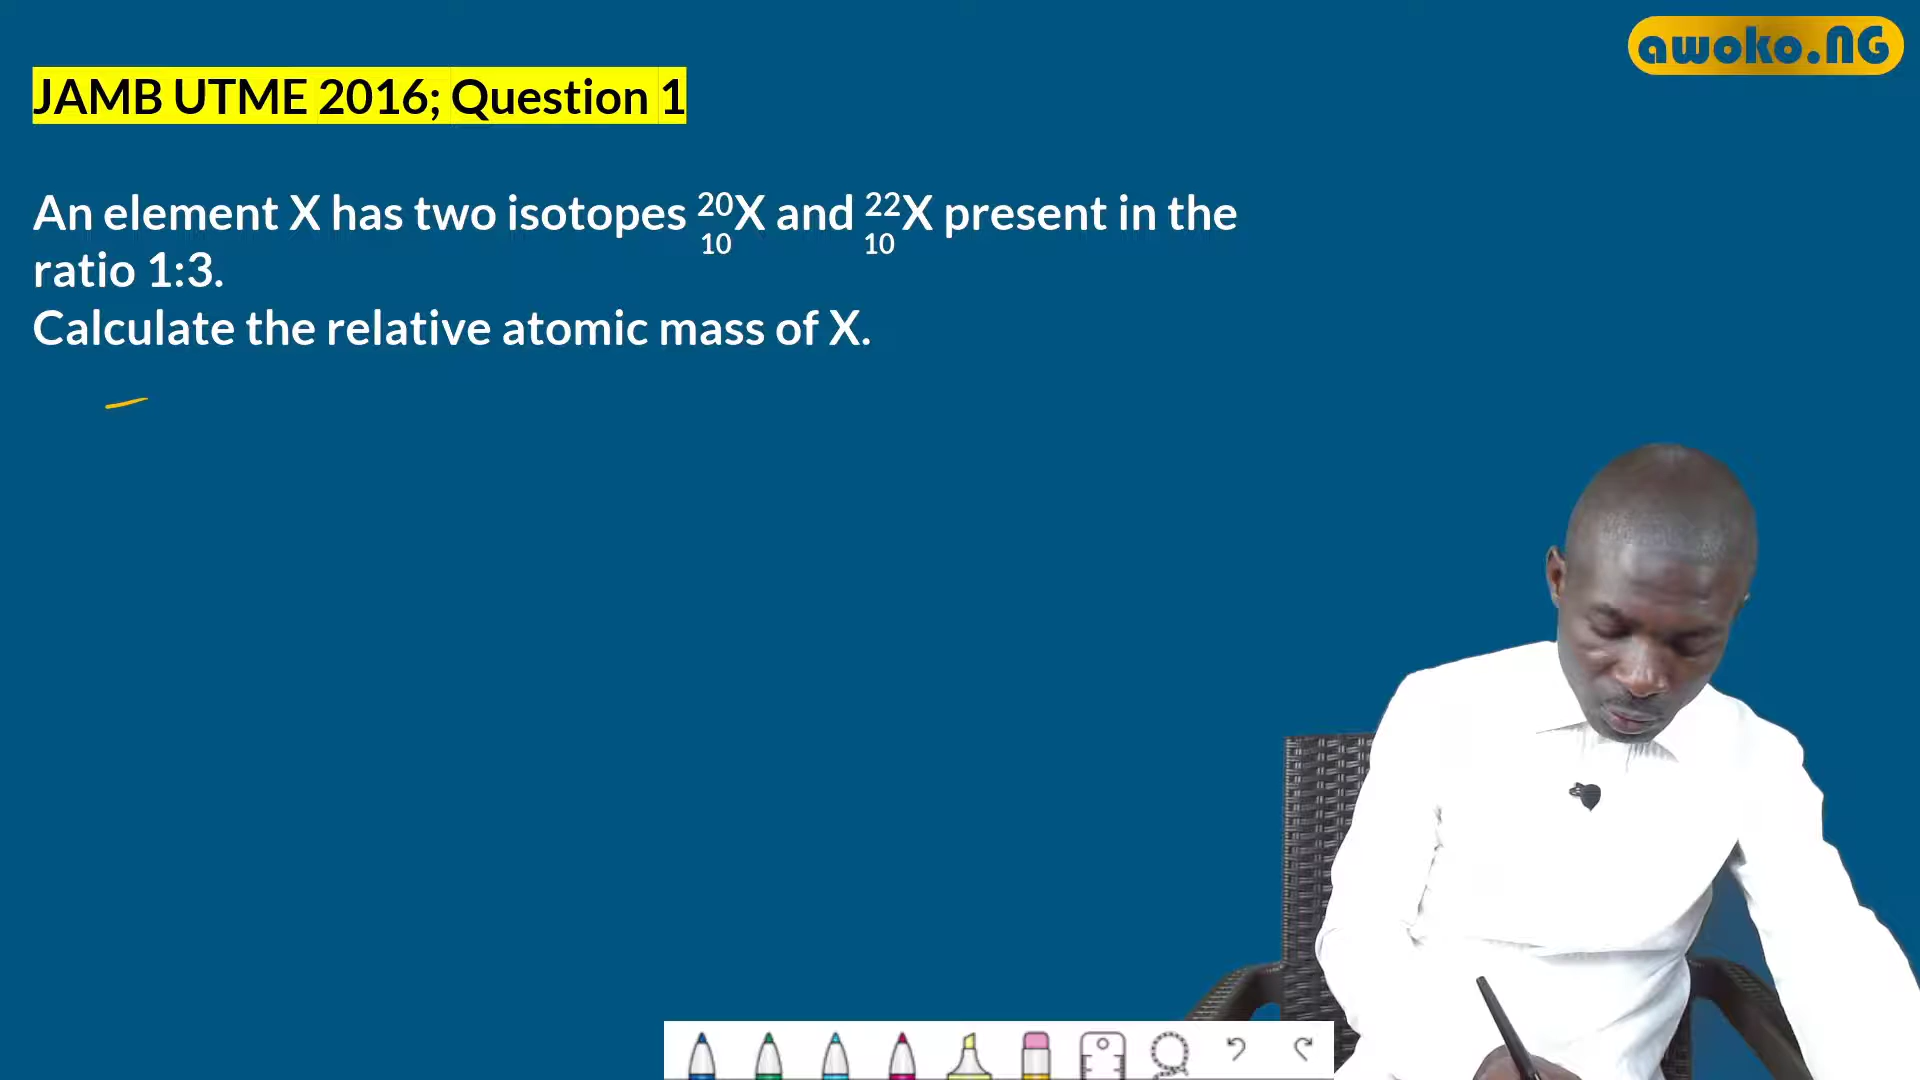 awoko.NG
JAMB UTME 2016; Question 1
An element X has two isotopes ²⁰₁₀X and ²²₁₀X present in the
ratio 1:3.
Calculate the relative atomic mass of X.